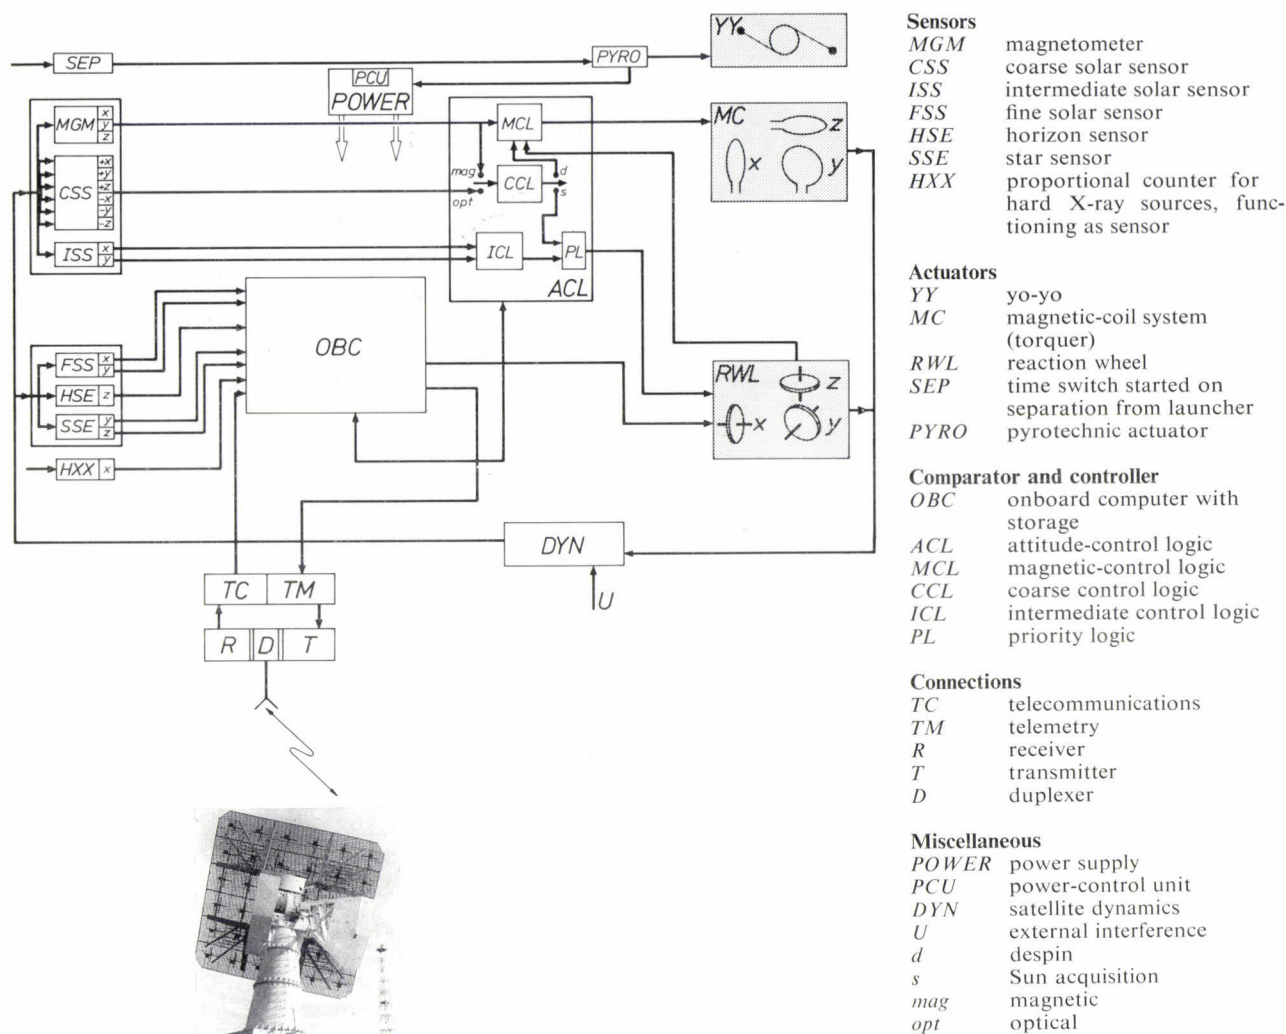 SEP
PYRO
YY
PCU
POWER
MGM x y z
MCL
MC
z
x
y
CSS +x +y +z -x -y -z
mag
opt
CCL
d
s
ISS x y
ICL
PL
ACL
OBC
FSS x y
HSE z
SSE y z
HXX x
RWL
z
x
y
DYN
U
TC TM
R D T
Sensors
MGM magnetometer
CSS coarse solar sensor
ISS intermediate solar sensor
FSS fine solar sensor
HSE horizon sensor
SSE star sensor
HXX proportional counter for
hard X-ray sources, func-
tioning as sensor
Actuators
YY yo-yo
MC magnetic-coil system
(torquer)
RWL reaction wheel
SEP time switch started on
separation from launcher
PYRO pyrotechnic actuator
Comparator and controller
OBC onboard computer with
storage
ACL attitude-control logic
MCL magnetic-control logic
CCL coarse control logic
ICL intermediate control logic
PL priority logic
Connections
TC telecommunications
TM telemetry
R receiver
T transmitter
D duplexer
Miscellaneous
POWER power supply
PCU power-control unit
DYN satellite dynamics
U external interference
d despin
s Sun acquisition
mag magnetic
opt optical